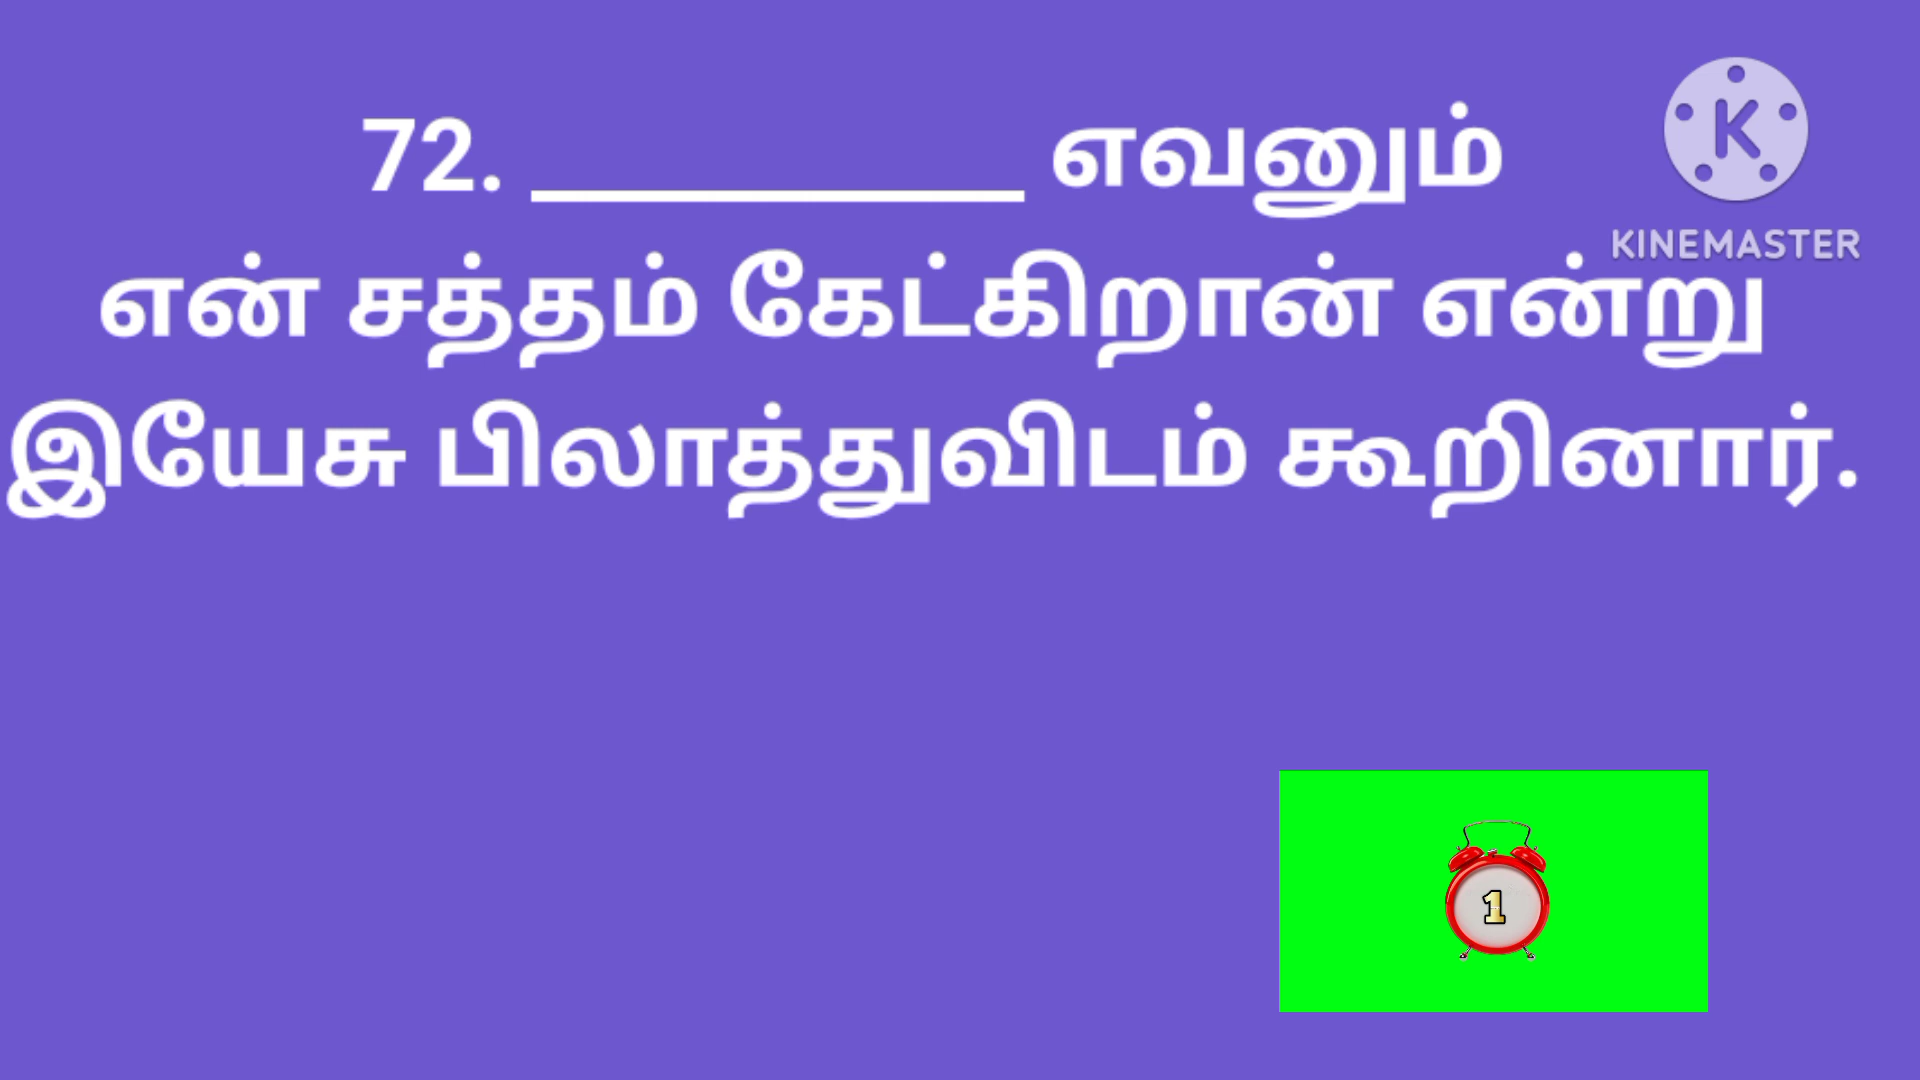 72. __________ எவனும்
என் சத்தம் கேட்கிறான் என்று
இயேசு பிலாத்துவிடம் கூறினார்.
K
KINEMASTER
1